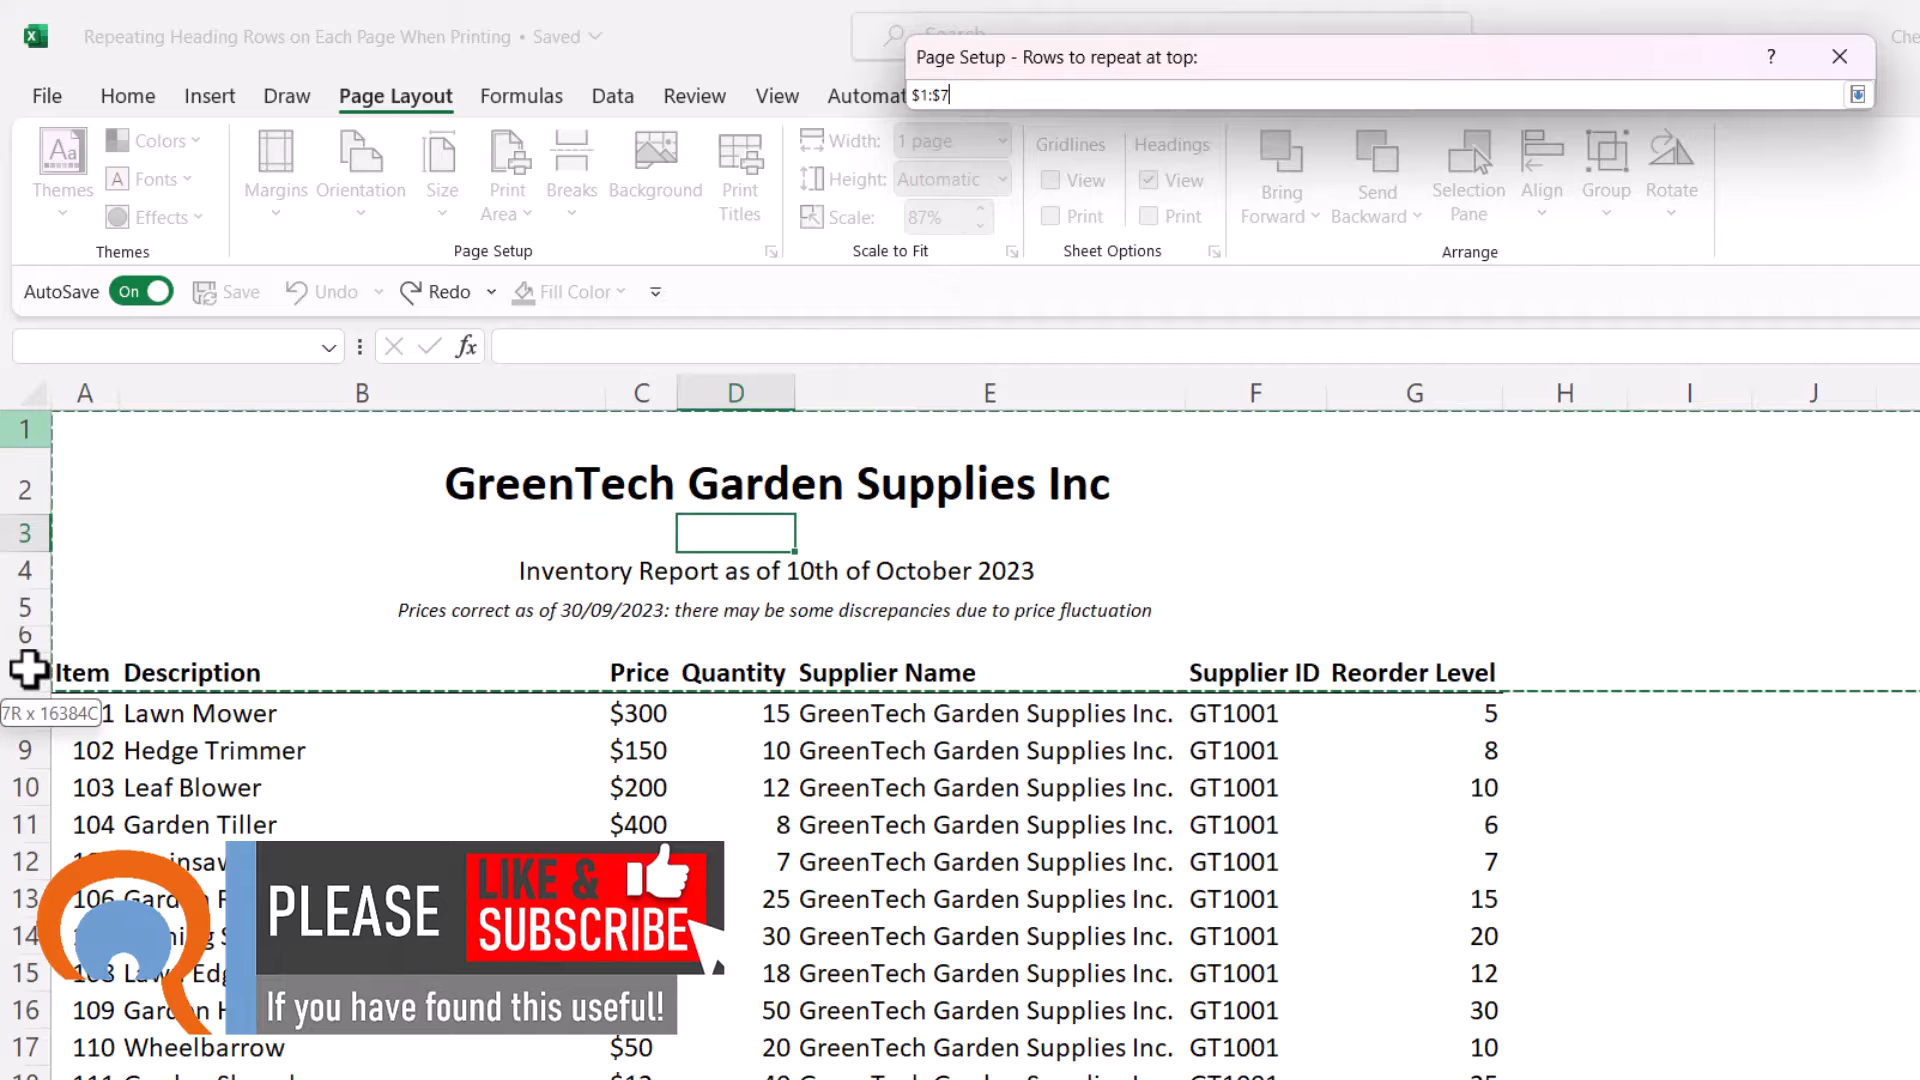 Repeating Heading Rows on Each Page When Printing • Saved
Search
Che
Page Setup - Rows to repeat at top:
?
$1:$7
File Home Insert Draw Page Layout Formulas Data Review View Automat
Themes
Colors
Fonts
Effects
Themes
Margins
Orientation
Size
Print Area
Breaks
Background
Print Titles
Page Setup
Width: 1 page
Height: Automatic
Scale: 87%
Scale to Fit
Gridlines
View
Print
Headings
View
Print
Sheet Options
Bring Forward
Send Backward
Selection Pane
Align
Group
Rotate
Arrange
AutoSave On Save Undo Redo Fill Color
fx
A B C D E F G H I J
1
2 GreenTech Garden Supplies Inc
3
4 Inventory Report as of 10th of October 2023
5 Prices correct as of 30/09/2023: there may be some discrepancies due to price fluctuation
6
Item Description Price Quantity Supplier Name Supplier ID Reorder Level
7R x 16384C
1 Lawn Mower $300 15 GreenTech Garden Supplies Inc. GT1001 5
9 102 Hedge Trimmer $150 10 GreenTech Garden Supplies Inc. GT1001 8
10 103 Leaf Blower $200 12 GreenTech Garden Supplies Inc. GT1001 10
11 104 Garden Tiller $400 8 GreenTech Garden Supplies Inc. GT1001 6
12 7 GreenTech Garden Supplies Inc. GT1001 7
13 106 25 GreenTech Garden Supplies Inc. GT1001 15
14 30 GreenTech Garden Supplies Inc. GT1001 20
15 18 GreenTech Garden Supplies Inc. GT1001 12
16 109 50 GreenTech Garden Supplies Inc. GT1001 30
17 110 Wheelbarrow $50 20 GreenTech Garden Supplies Inc. GT1001 10
PLEASE
LIKE &
SUBSCRIBE
If you have found this useful!